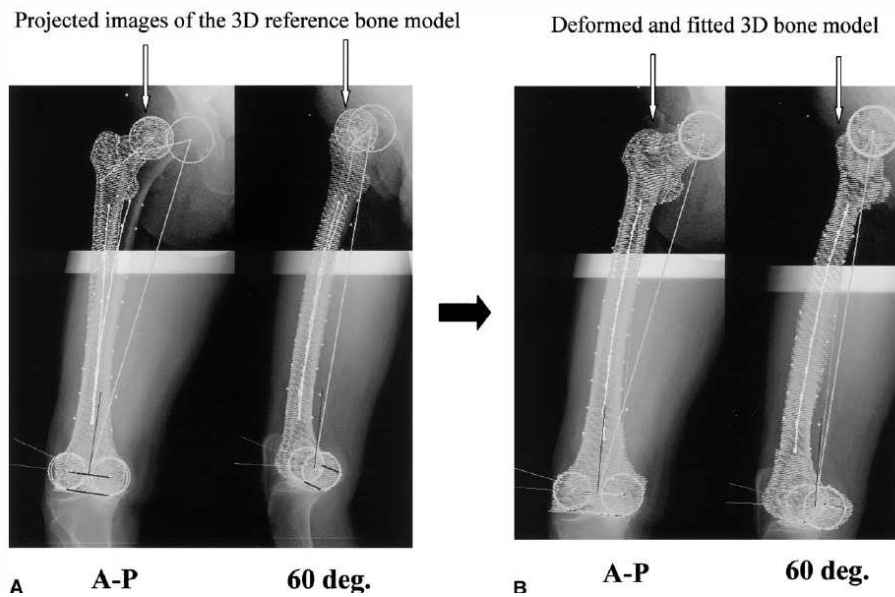 Projected images of the 3D reference bone model
Deformed and fitted 3D bone model
A
A-P
60 deg.
B
A-P
60 deg.